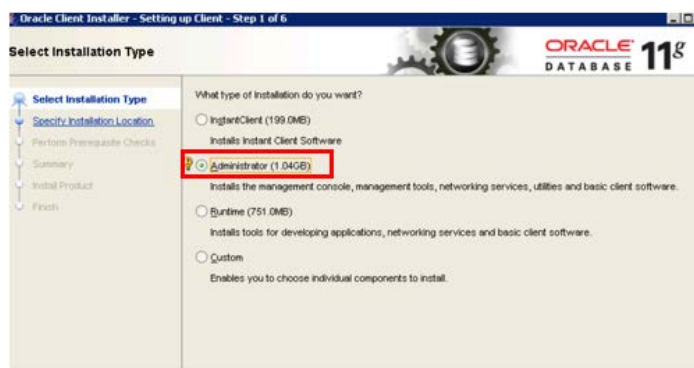 Oracle Client Installer - Setting up Client - Step 1 of 6
Select Installation Type
ORACLE
DATABASE
11g
Select Installation Type
Specify Installation Location
Perform Prerequisite Checks
Summary
Install Product
Finish
What type of installation do you want?
InstantClient (199.0MB)
Installs Instant Client Software
Administrator (1.04GB)
Installs the management console, management tools, networking services, utilities and basic client software.
Runtime (751.0MB)
Installs tools for developing applications, networking services and basic client software.
Custom
Enables you to choose individual components to install.